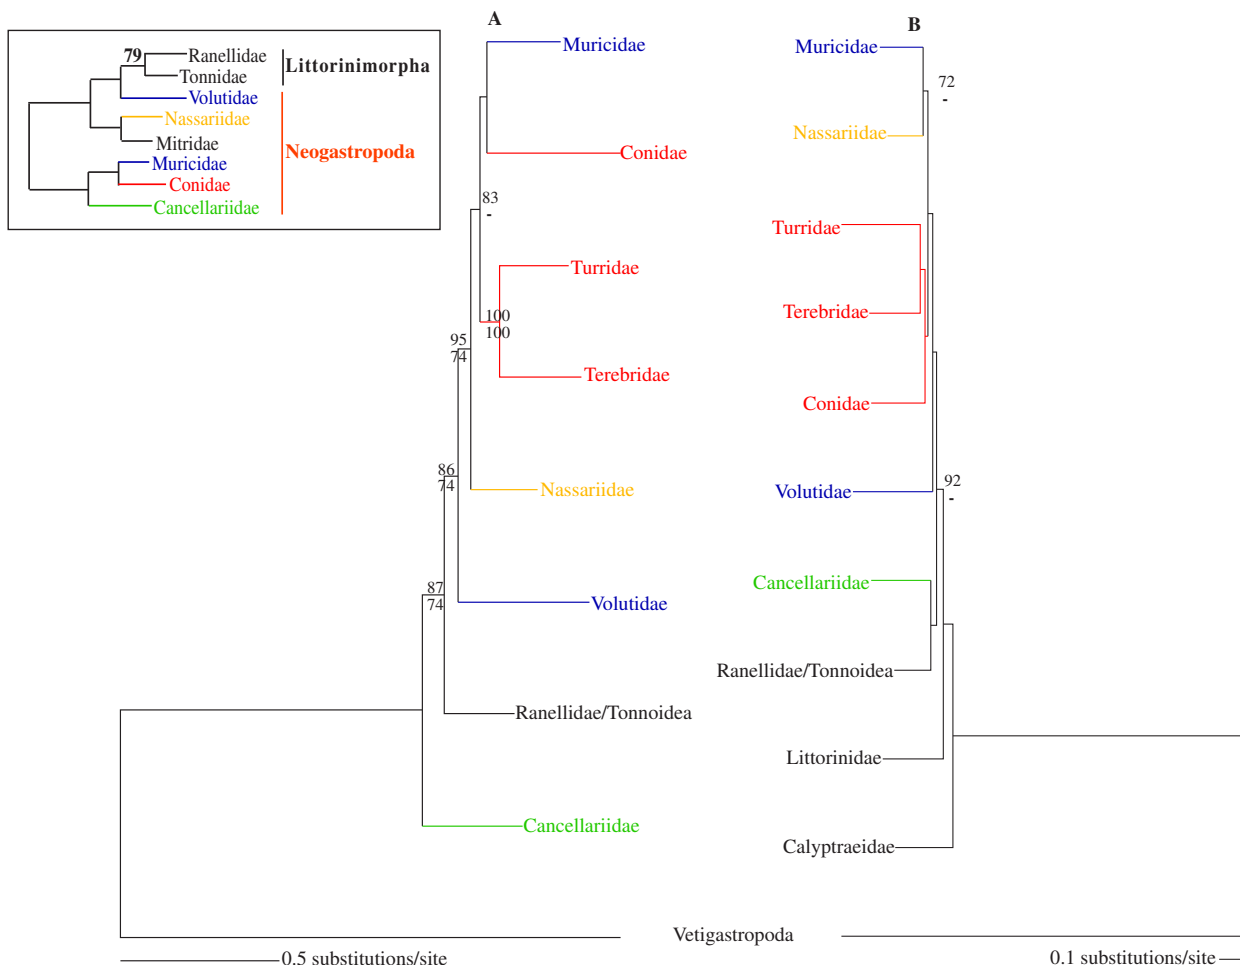 A
B
79
Ranellidae
Tonnidae
Littorinimorpha
Volutidae
Nassariidae
Mitridae
Neogastropoda
Muricidae
Conidae
Cancellariidae
Muricidae
Conidae
83
-
Turridae
100
100
95
74
Terebridae
86
74
Nassariidae
87
74
Volutidae
Ranellidae/Tonnoidea
Cancellariidae
Muricidae
72
-
Nassariidae
Turridae
Terebridae
Conidae
92
-
Volutidae
Cancellariidae
Ranellidae/Tonnoidea
Littorinidae
Calyptraeidae
Vetigastropoda
0.5 substitutions/site
0.1 substitutions/site